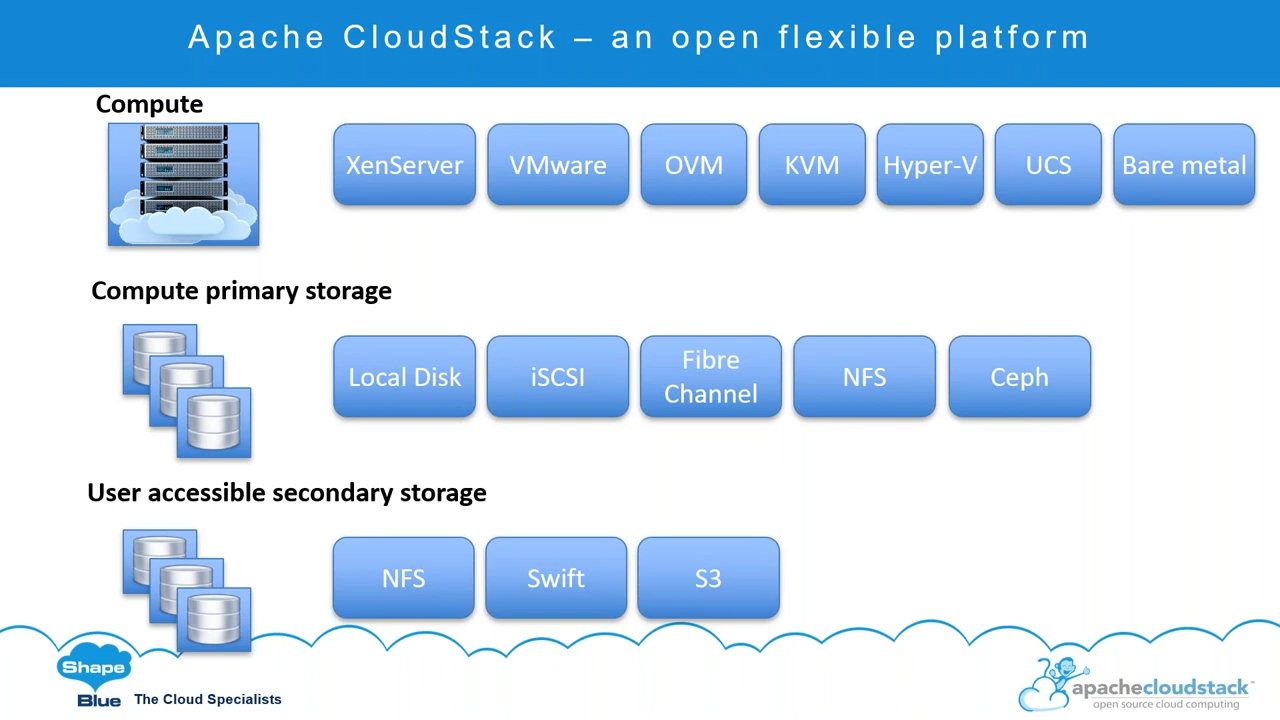 Apache CloudStack – an open flexible platform
Compute
XenServer
VMware
OVM
KVM
Hyper-V
UCS
Bare metal
Compute primary storage
Local Disk
iSCSI
Fibre
Channel
NFS
Ceph
User accessible secondary storage
NFS
Swift
S3
Shape
Blue
The Cloud Specialists
apachecloudstack™
open source cloud computing